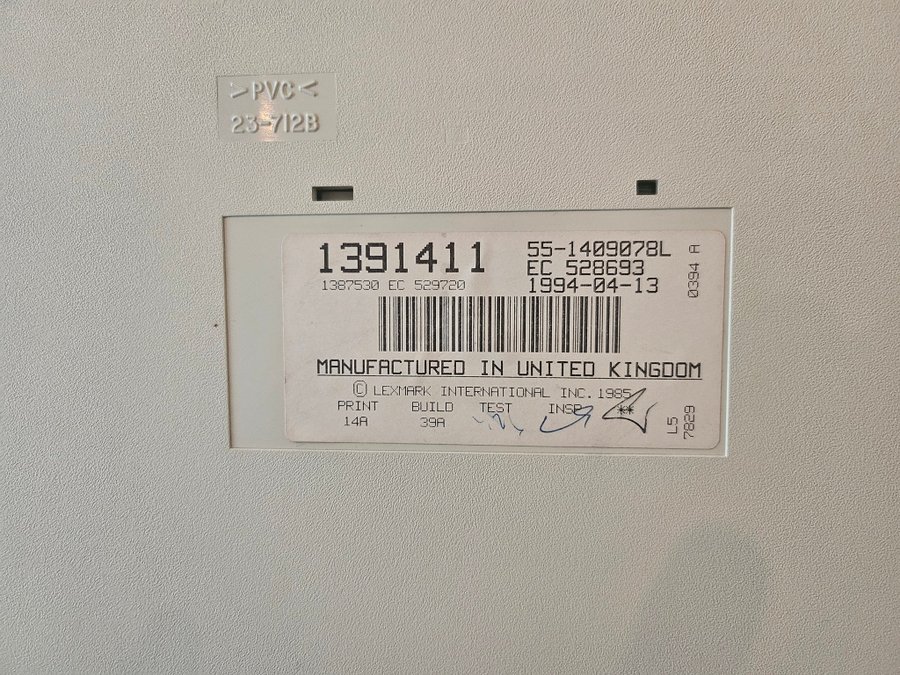 >PVC<
23-712B
1391411
55-1409078L
EC 528693
1387530 EC 529720
1994-04-13
0394 A
MANUFACTURED IN UNITED KINGDOM
© LEXMARK INTERNATIONAL INC. 1985
PRINT BUILD TEST INSP
14A 39A
L5
7829